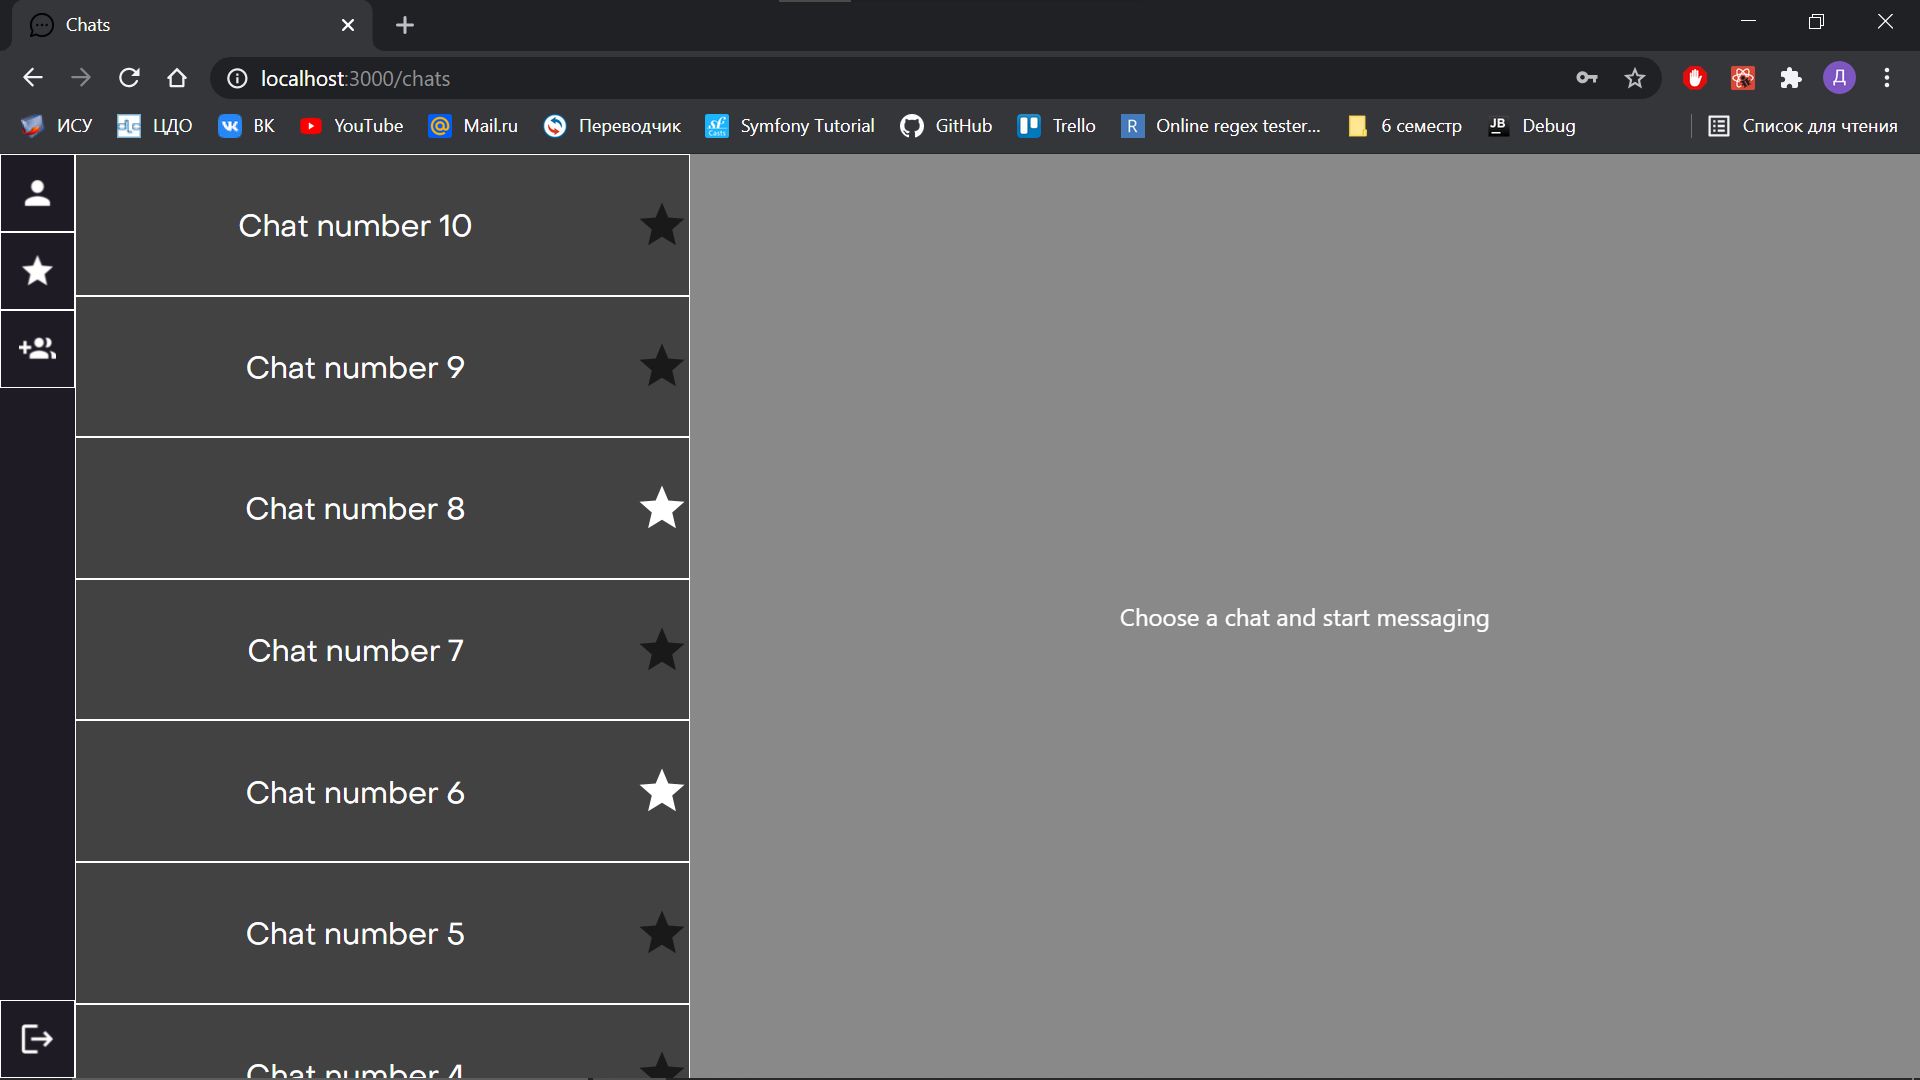 Chats
localhost:3000/chats
Д
ИСУ ЦДО ВК YouTube Mail.ru Переводчик Symfony Tutorial GitHub Trello R Online regex tester... 6 семестр JB Debug Список для чтения
Chat number 10
Chat number 9
Chat number 8
Chat number 7
Chat number 6
Chat number 5
Chat number 4
Choose a chat and start messaging